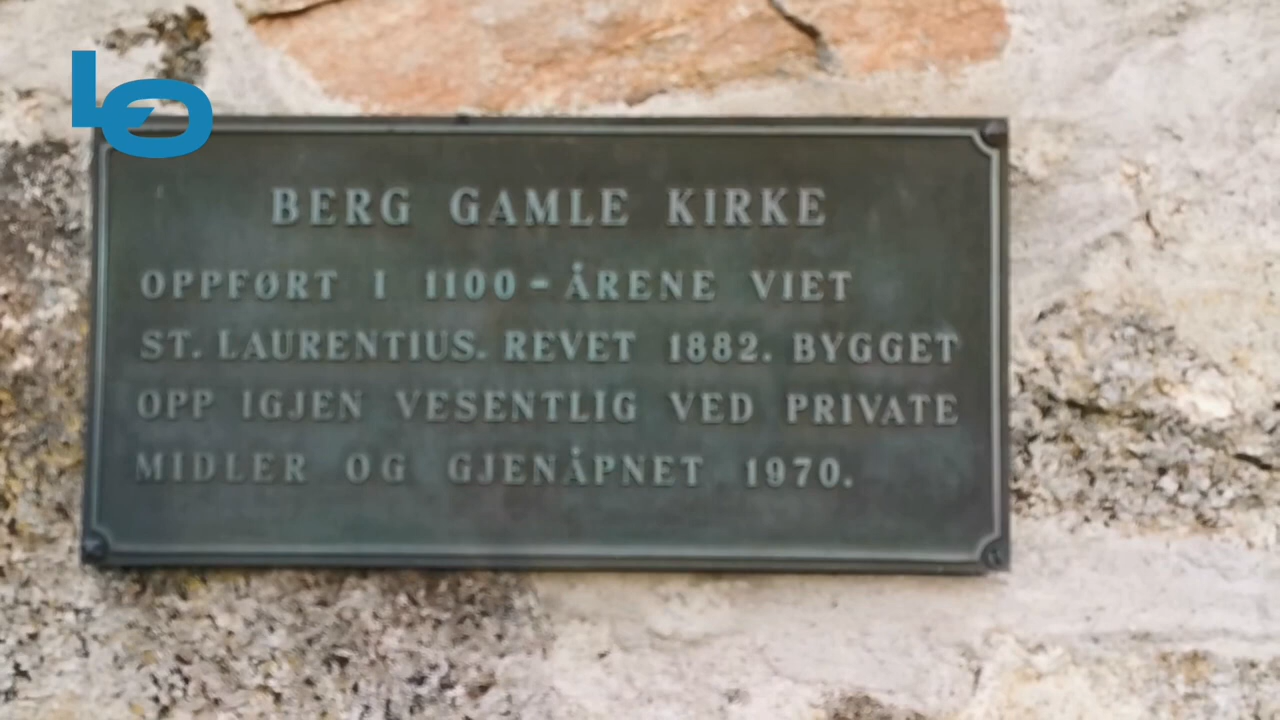 LO
BERG GAMLE KIRKE
OPPFØRT I 1100-ÅRENE VIET
ST. LAURENTIUS. REVET 1882. BYGGET
OPP IGJEN VESENTLIG VED PRIVATE
MIDLER OG GJENÅPNET 1970.